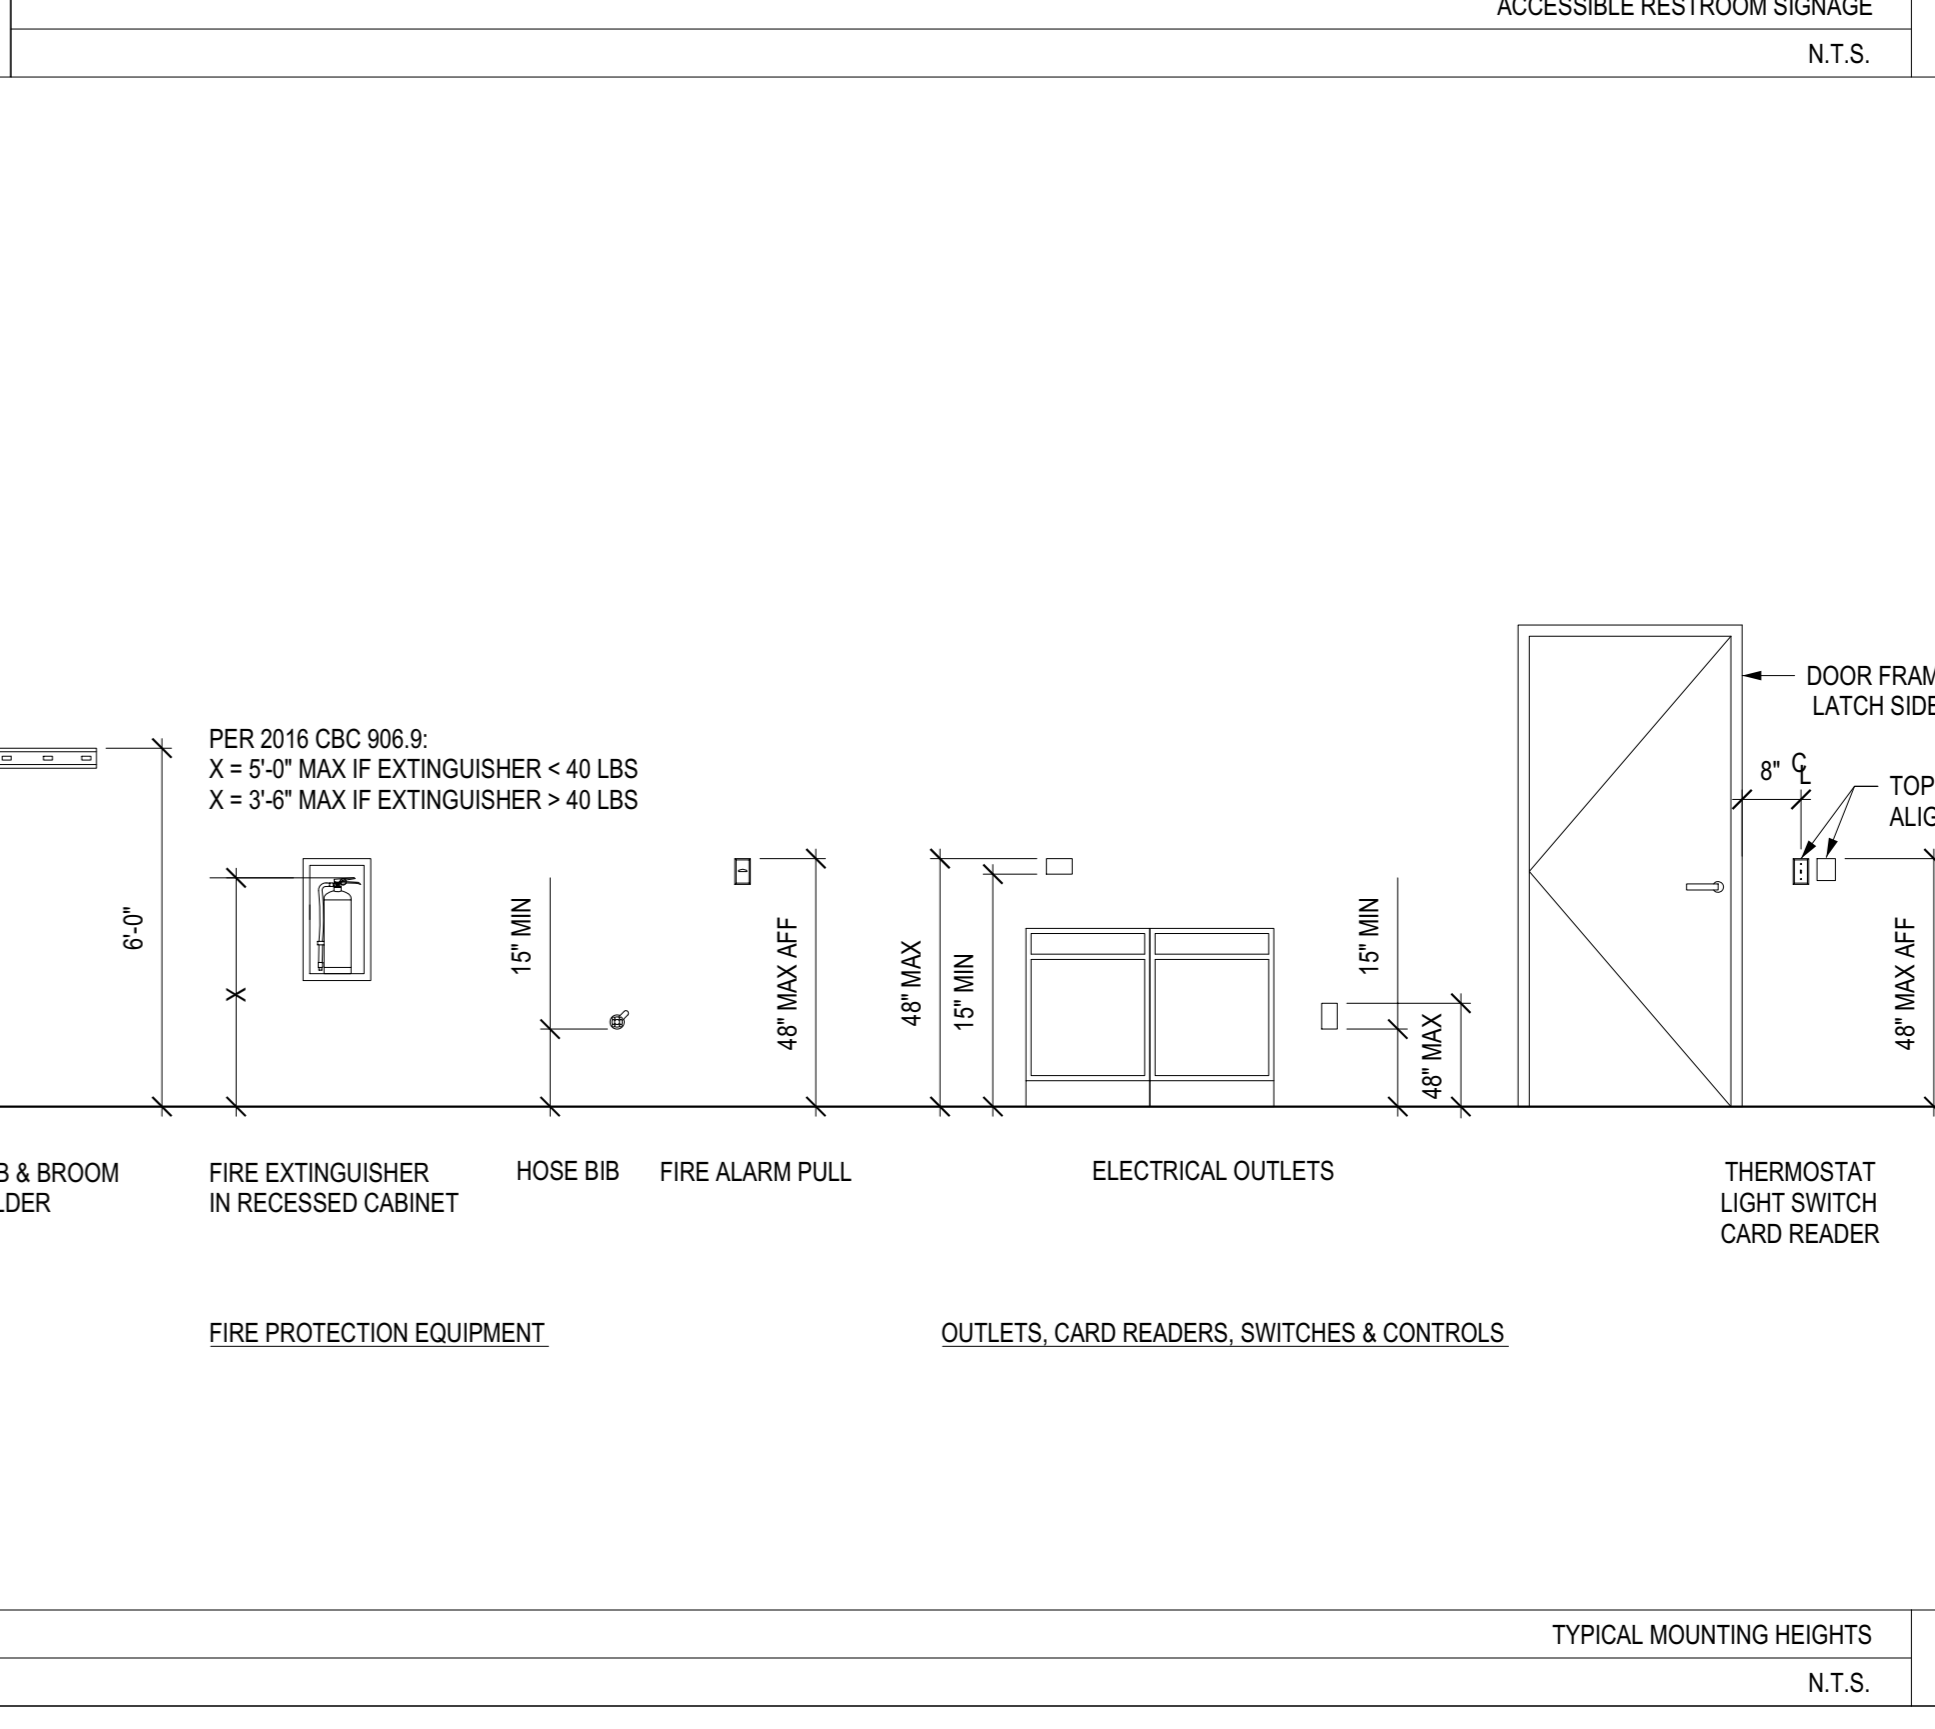 ACCESSIBLE RESTROOM SIGNAGE
N.T.S.
DOOR FRAM
LATCH SIDE
PER 2016 CBC 906.9:
X = 5'-0" MAX IF EXTINGUISHER < 40 LBS
X = 3'-6" MAX IF EXTINGUISHER > 40 LBS
8" CL
TOP
ALIG
6'-0"
X
15" MIN
48" MAX AFF
48" MAX
15" MIN
15" MIN
48" MAX
48" MAX AFF
B & BROOM
LDER
FIRE EXTINGUISHER
IN RECESSED CABINET
HOSE BIB
FIRE ALARM PULL
ELECTRICAL OUTLETS
THERMOSTAT
LIGHT SWITCH
CARD READER
FIRE PROTECTION EQUIPMENT
OUTLETS, CARD READERS, SWITCHES & CONTROLS
TYPICAL MOUNTING HEIGHTS
N.T.S.